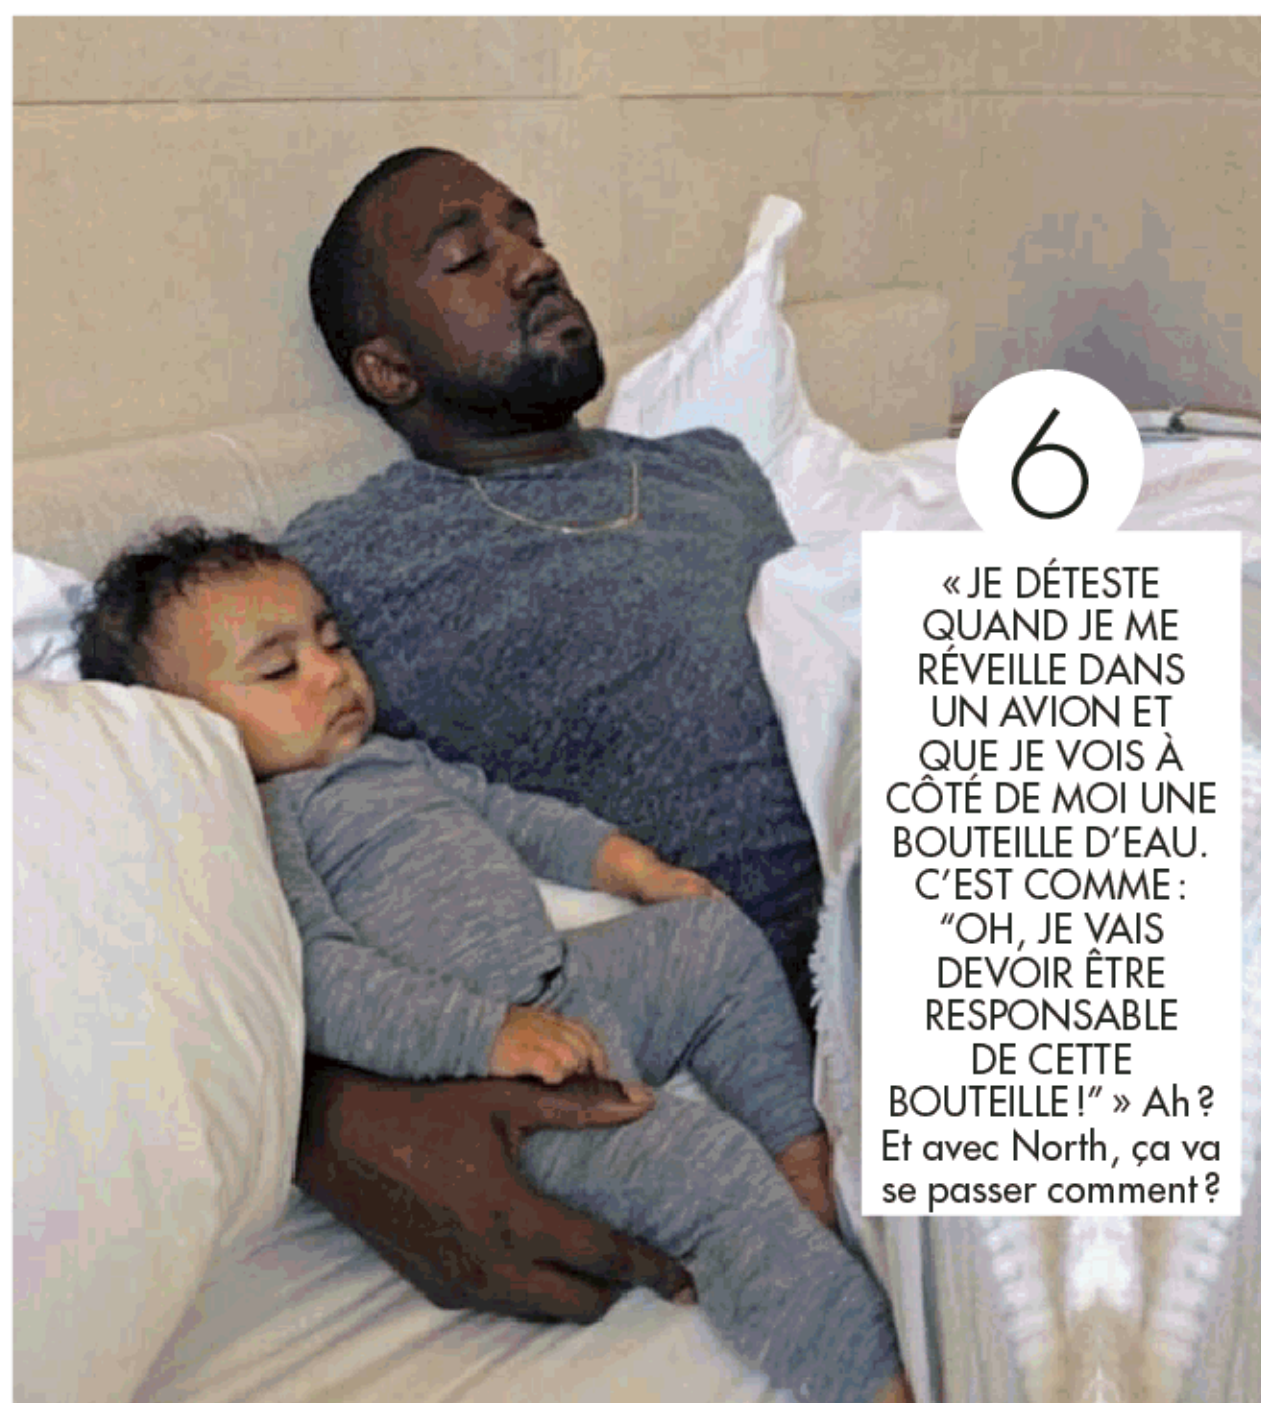 6
« JE DÉTESTE
QUAND JE ME
RÉVEILLE DANS
UN AVION ET
QUE JE VOIS À
CÔTÉ DE MOI UNE
BOUTEILLE D’EAU.
C’EST COMME :
“OH, JE VAIS
DEVOIR ÊTRE
RESPONSABLE
DE CETTE
BOUTEILLE !” » Ah ?
Et avec North, ça va
se passer comment ?